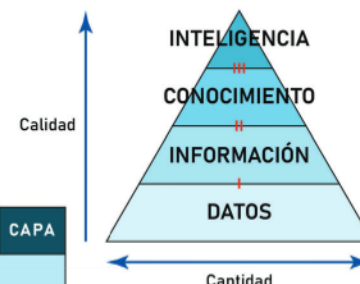 INTELIGENCIA
III
CONOCIMIENTO
II
INFORMACIÓN
I
DATOS
Calidad
CAPA
Cantidad